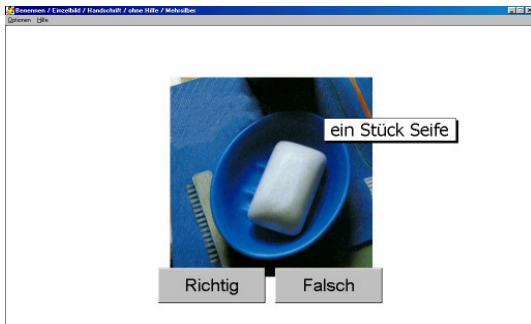 Benennen / Einzelbild / Handschrift / ohne Hilfe / Mehrsilber
Optionen Hilfe
ein Stück Seife
Richtig Falsch